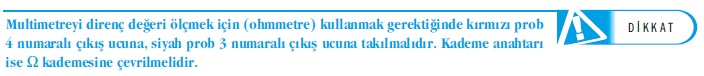 Multimetreyi direnç değeri ölçmek için (ohmmetre) kullanmak gerektiğinde kırmızı prob
4 numaralı çıkış ucuna, siyah prob 3 numaralı çıkış ucuna takılmalıdır. Kademe anahtarı
ise Ω kademesine çevrilmelidir.
DİKKAT